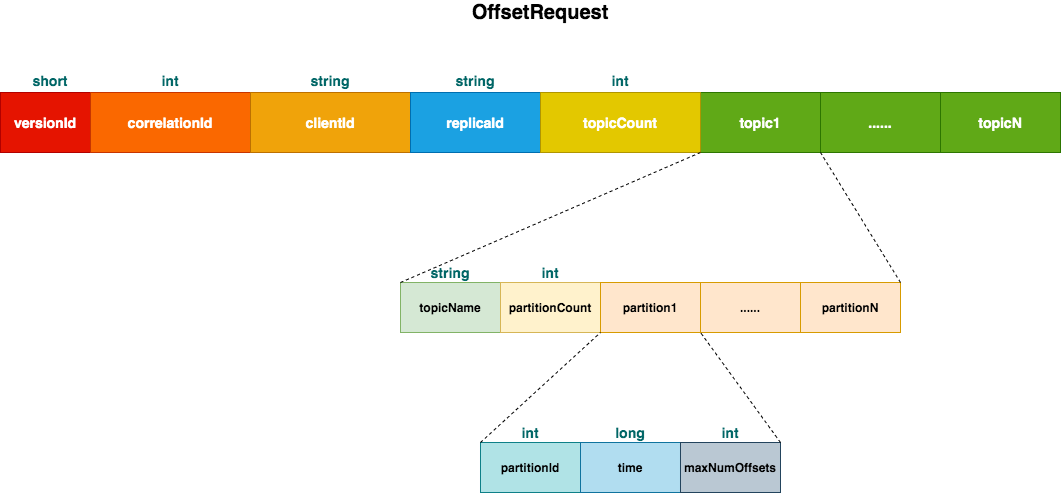 OffsetRequest
short int string string int
versionId correlationId clientId replicaId topicCount topic1 ...... topicN
string int
topicName partitionCount partition1 ...... partitionN
int long int
partitionId time maxNumOffsets